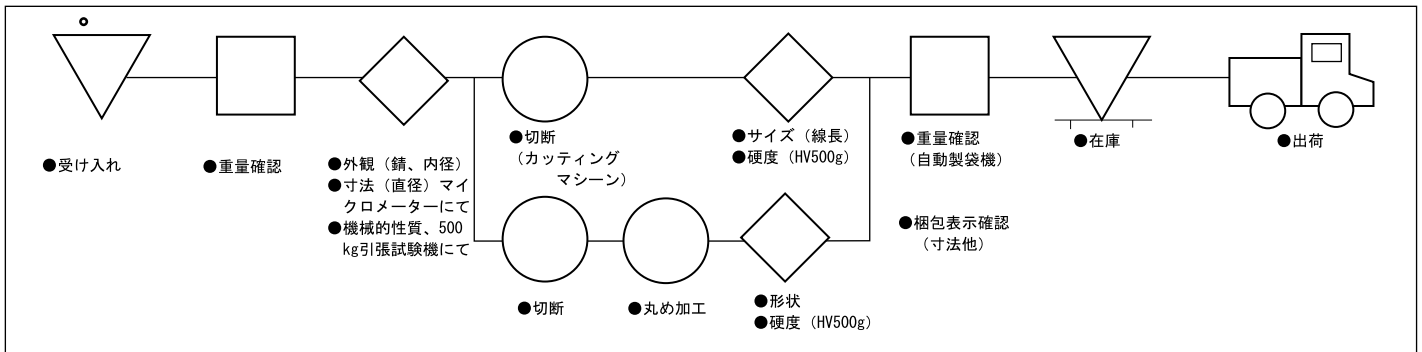 ●受け入れ
●重量確認
●外観（錆、内径）
●寸法（直径）マイ
クロメーターにて
●機械的性質、500
kg引張試験機にて
●切断
（カッティング
マシーン）
●サイズ（線長）
●硬度（HV500g）
●重量確認
（自動製袋機）
●在庫
●出荷
●梱包表示確認
（寸法他）
●切断
●丸め加工
●形状
●硬度（HV500g）